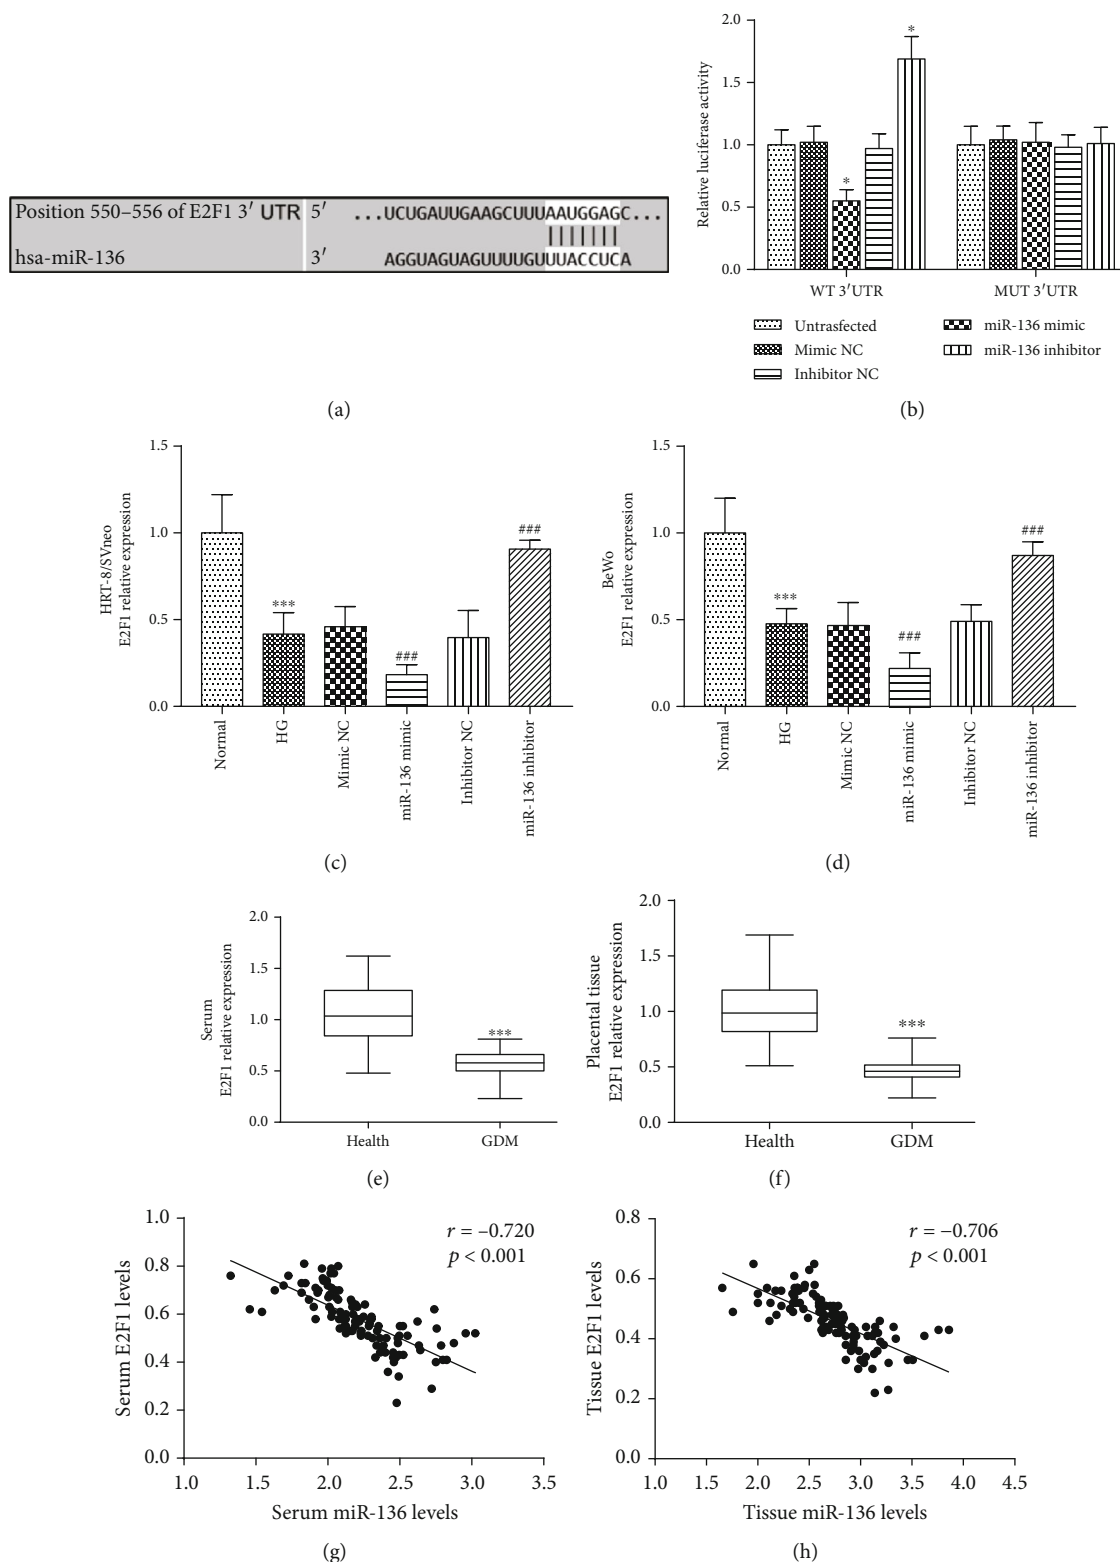 Position 550–556 of E2F1 3′ UTR 5′ ...UCUGAUUGAAGCUUUAAUGGAGC...
hsa-miR-136 3′ AGGUAGUAGUUUUGUUUACCUCA
(a)
Relative luciferase activity
2.0
1.5
1.0
0.5
0.0
*
*
WT 3′UTR MUT 3′UTR
Untrasfected
Mimic NC
Inhibitor NC
miR-136 mimic
miR-136 inhibitor
(b)
HRT-8/SVneo
E2F1 relative expression
1.5
1.0
0.5
0.0
***
###
###
Normal
HG
Mimic NC
miR-136 mimic
Inhibitor NC
miR-136 inhibitor
(c)
BeWo
E2F1 relative expression
1.5
1.0
0.5
0.0
***
###
###
Normal
HG
Mimic NC
miR-136 mimic
Inhibitor NC
miR-136 inhibitor
(d)
Serum
E2F1 relative expression
2.0
1.5
1.0
0.5
0.0
***
Health GDM
(e)
Placental tissue
E2F1 relative expression
2.0
1.5
1.0
0.5
0.0
***
Health GDM
(f)
Serum E2F1 levels
1.0
0.8
0.6
0.4
0.2
0.0
r = −0.720
p < 0.001
1.0 1.5 2.0 2.5 3.0 3.5
Serum miR-136 levels
(g)
Tissue E2F1 levels
0.8
0.6
0.4
0.2
0.0
r = −0.706
p < 0.001
1.0 1.5 2.0 2.5 3.0 3.5 4.0 4.5
Tissue miR-136 levels
(h)